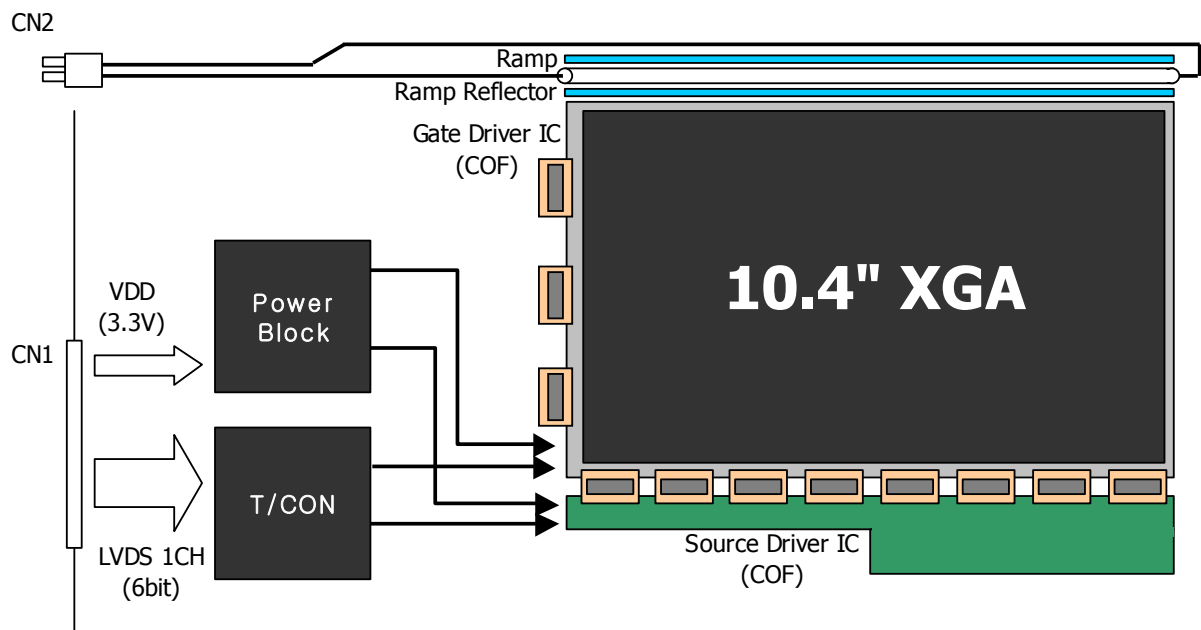 CN2
Ramp
Ramp Reflector
Gate Driver IC
(COF)
10.4" XGA
VDD
(3.3V)
Power
Block
CN1
T/CON
LVDS 1CH
(6bit)
Source Driver IC
(COF)